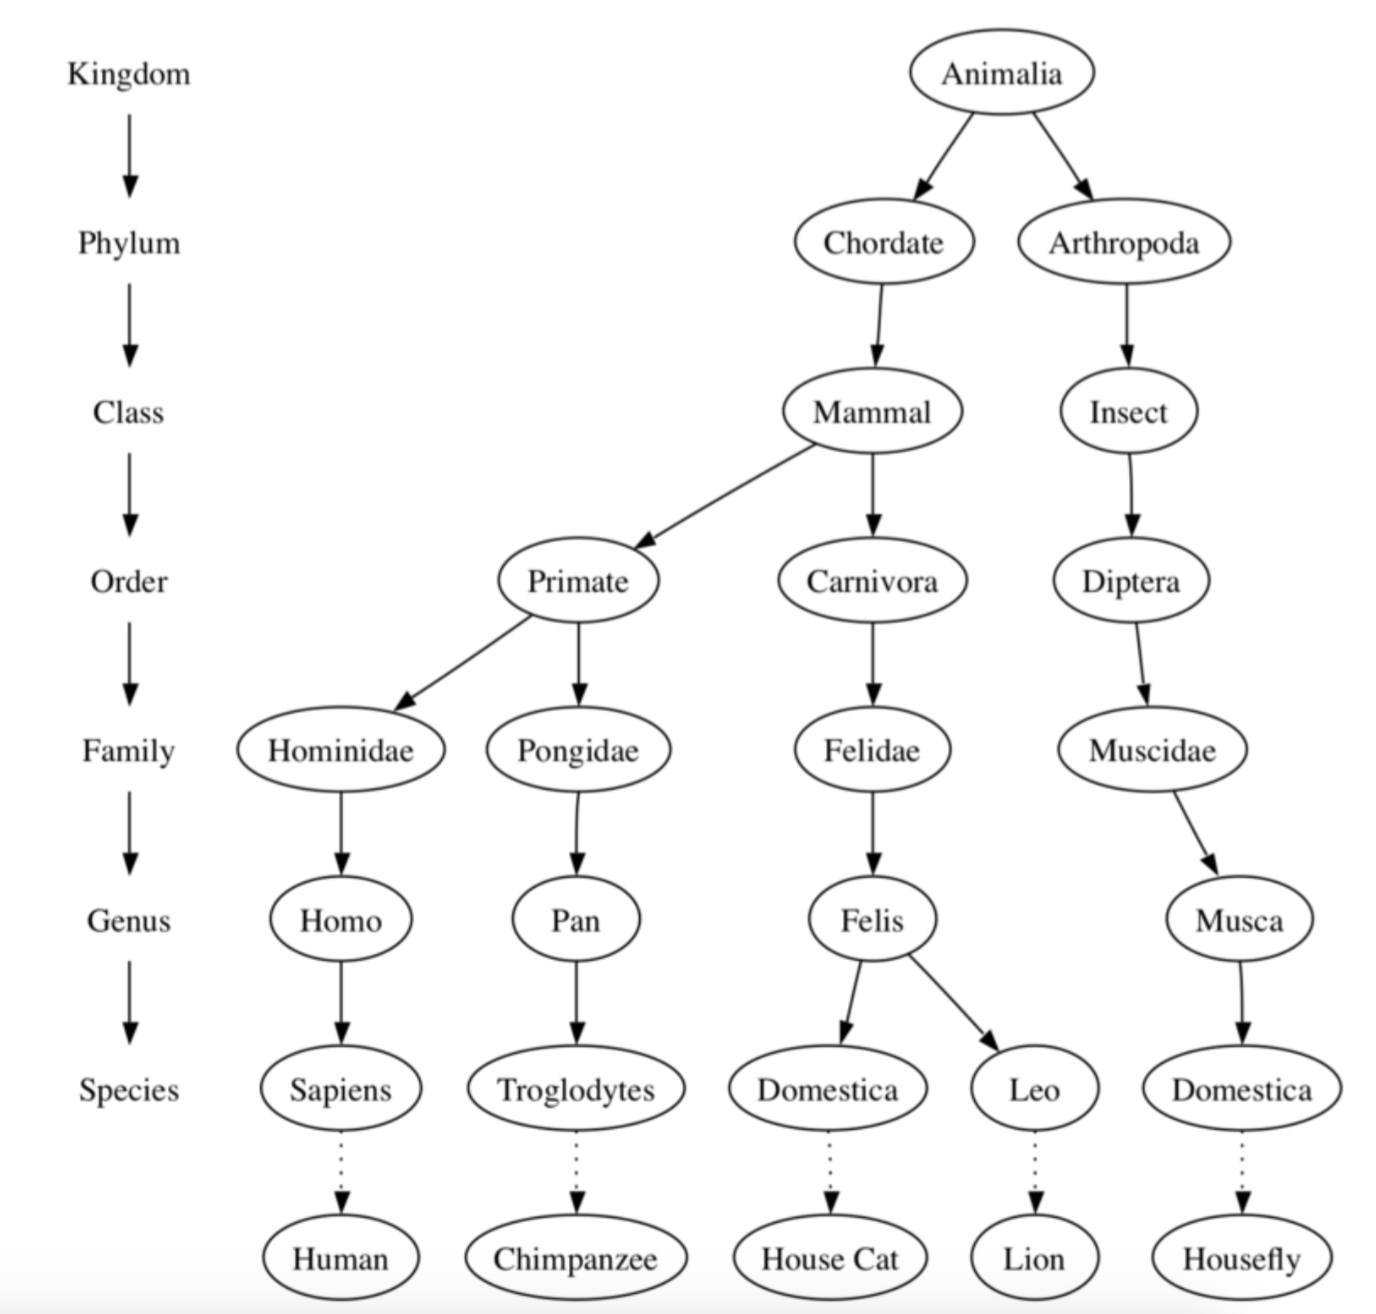 Kingdom Animalia
Phylum Chordate Arthropoda
Class Mammal Insect
Order Primate Carnivora Diptera
Family Hominidae Pongidae Felidae Muscidae
Genus Homo Pan Felis Musca
Species Sapiens Troglodytes Domestica Leo Domestica
Human Chimpanzee House Cat Lion Housefly